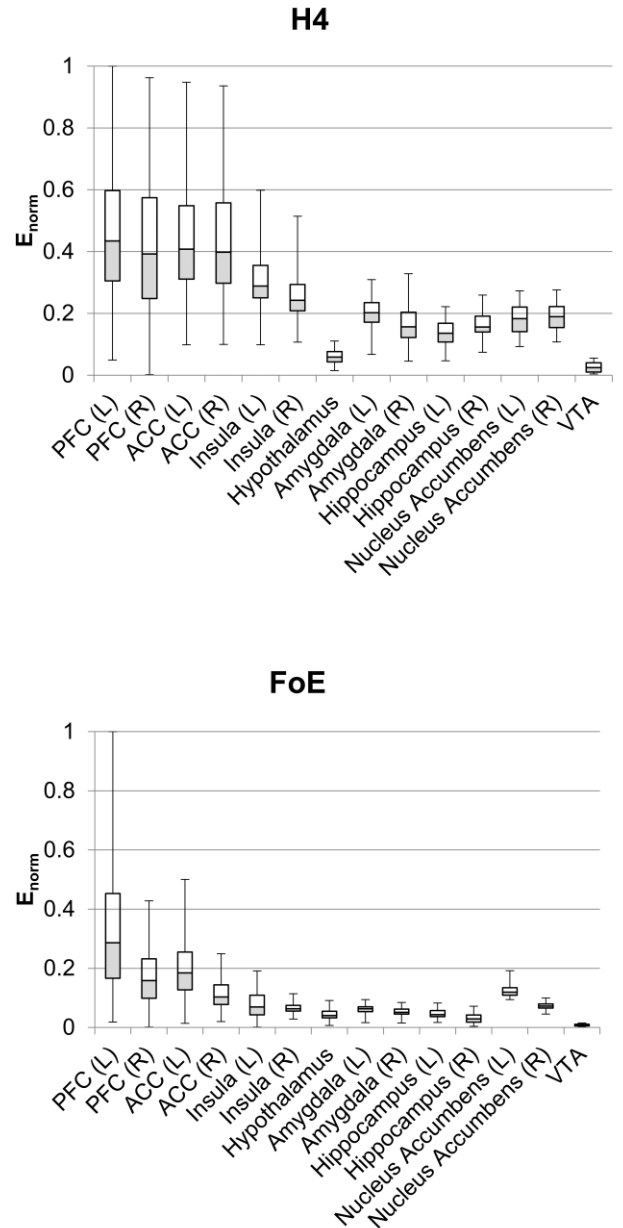 H4
1
0.8
0.6
0.4
0.2
0
E_norm
PFC (L)
PFC (R)
ACC (L)
ACC (R)
Insula (L)
Insula (R)
Hypothalamus
Amygdala (L)
Amygdala (R)
Hippocampus (L)
Hippocampus (R)
Nucleus Accumbens (L)
Nucleus Accumbens (R)
VTA
FoE
1
0.8
0.6
0.4
0.2
0
E_norm
PFC (L)
PFC (R)
ACC (L)
ACC (R)
Insula (L)
Insula (R)
Hypothalamus
Amygdala (L)
Amygdala (R)
Hippocampus (L)
Hippocampus (R)
Nucleus Accumbens (L)
Nucleus Accumbens (R)
VTA